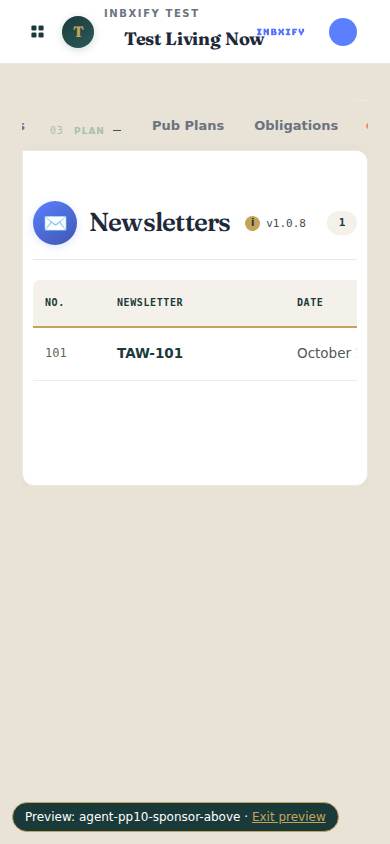 INBXIFY TEST
T
Test Living Now
INBXIFY
03 PLAN —
Pub Plans
Obligations
Newsletters
i
v1.0.8
1
NO.
NEWSLETTER
DATE
101
TAW-101
October
Preview: agent-pp10-sponsor-above · Exit preview